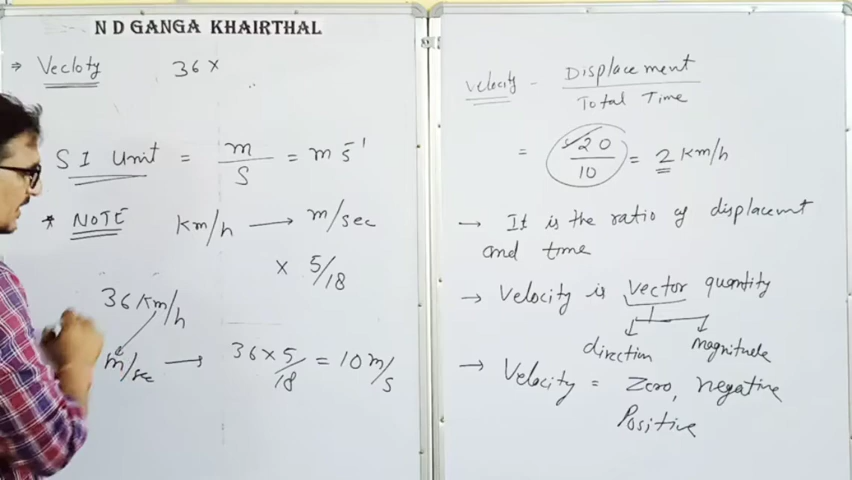 N D GANGA KHAIRTHAL
⇒ Vecloty 36 ×
S I Unit = m/S = m s⁻¹
* NOTE km/h → m/sec
× 5/18
36 Km/h
m/sec → 36 × 5/18 = 10 m/s
Velocity - Displacement / Total Time
= 20/10 = 2 km/h
→ It is the ratio of displacemnt
and time
→ Velocity is vector quantity
direction magnitude
→ Velocity = Zero, negative
Positive